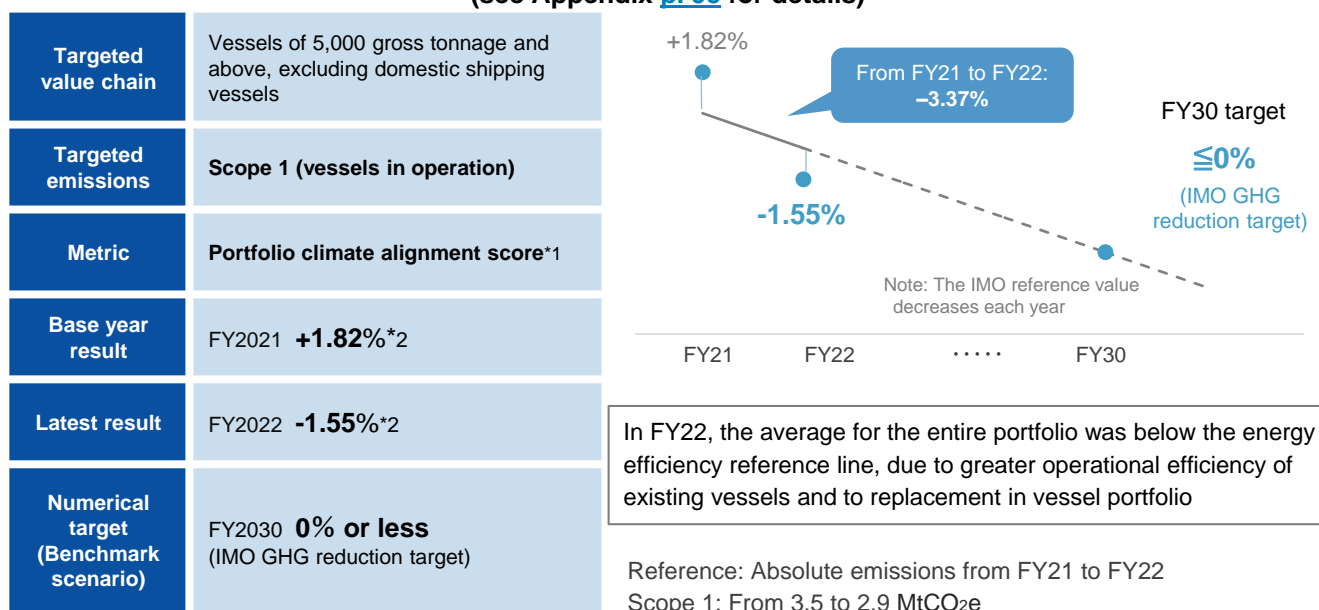 (see Appendix for details)
Targeted
value chain
Vessels of 5,000 gross tonnage and
above, excluding domestic shipping
vessels
Targeted
emissions
Scope 1 (vessels in operation)
Metric
Portfolio climate alignment score*1
Base year
result
FY2021 +1.82%*2
Latest result
FY2022 -1.55%*2
Numerical
target
(Benchmark
scenario)
FY2030 0% or less
(IMO GHG reduction target)
+1.82%
From FY21 to FY22:
–3.37%
-1.55%
FY30 target
≦0%
(IMO GHG
reduction target)
Note: The IMO reference value
decreases each year
FY21 FY22 ····· FY30
In FY22, the average for the entire portfolio was below the energy
efficiency reference line, due to greater operational efficiency of
existing vessels and to replacement in vessel portfolio
Reference: Absolute emissions from FY21 to FY22
Scope 1: From 3.5 to 2.9 MtCO₂e